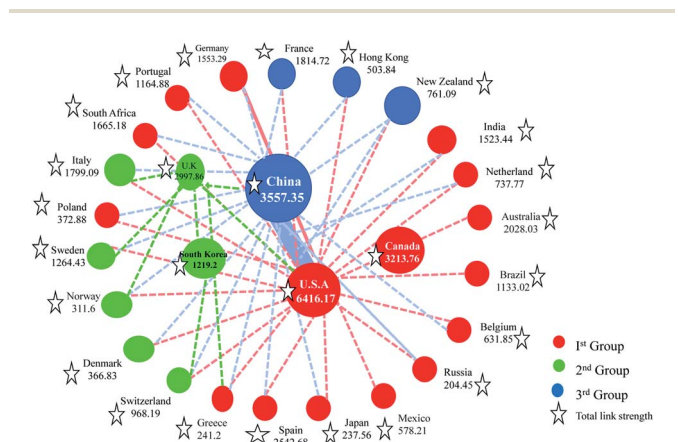 Germany
1553.29
France
1814.72
Hong Kong
503.84
New Zealand
761.09
Portugal
1164.88
South Africa
1665.18
India
1523.44
Italy
1799.09
U.K
2997.86
China
3557.35
Netherland
737.77
Poland
372.88
Australia
2028.03
Sweden
1264.43
South Korea
1219.2
Canada
3213.76
U.S.A
6416.17
Brazil
1133.02
Norway
311.6
Belgium
631.85
Denmark
366.83
Russia
204.45
Switzerland
968.19
Greece
241.2
Spain
2542.68
Japan
237.56
Mexico
578.21
Ist Group
2nd Group
3rd Group
Total link strength